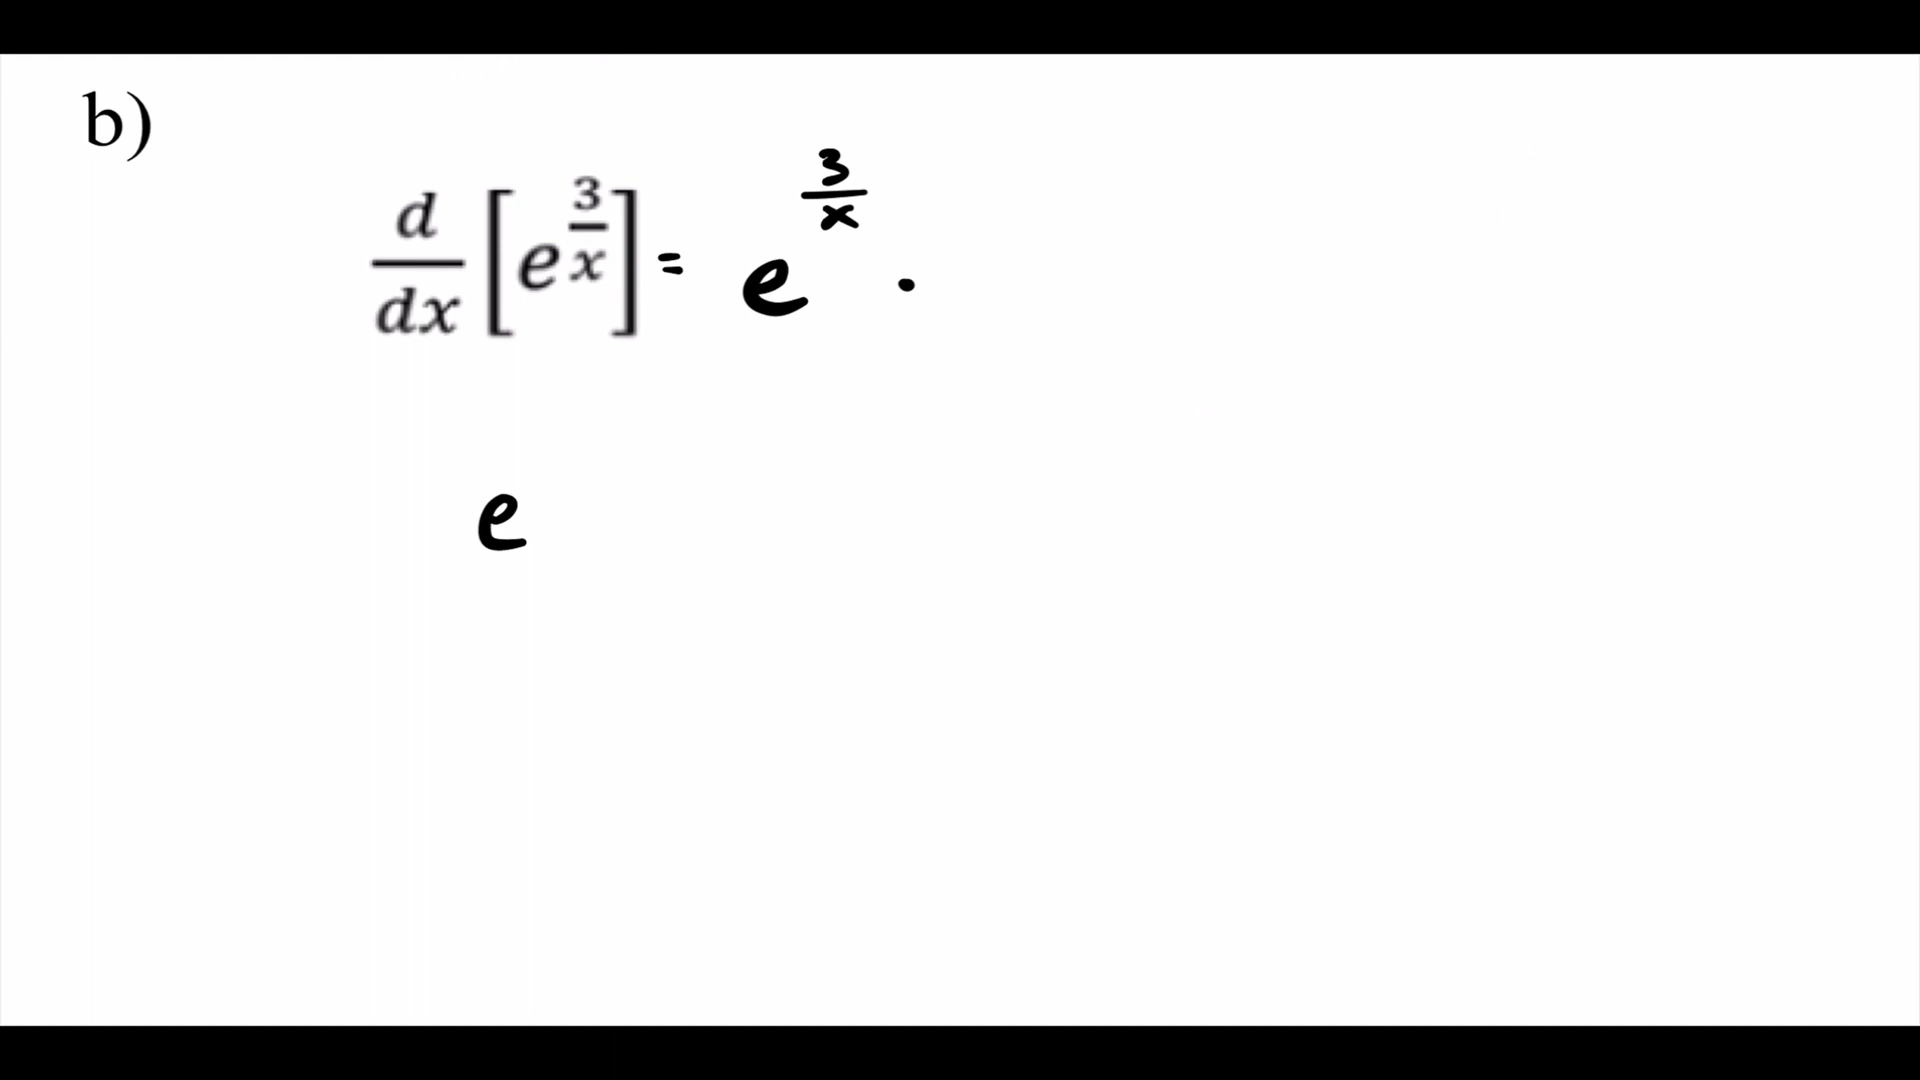 b)
d/dx [e^{3/x}] = e^{3/x} ·
e